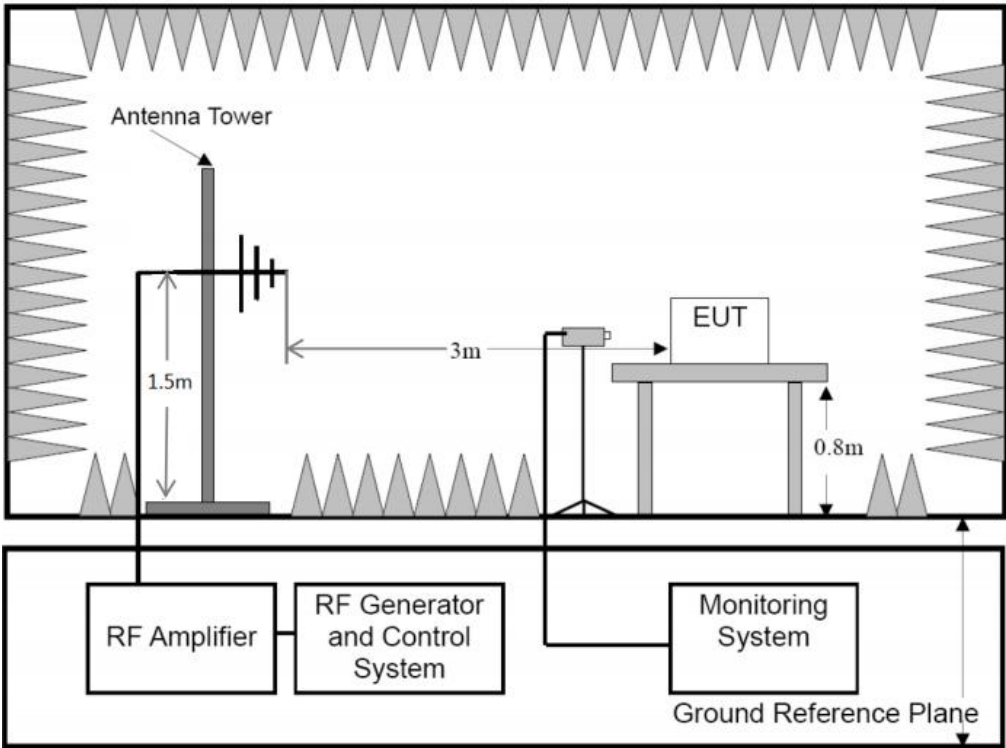 Antenna Tower
EUT
3m
1.5m
0.8m
RF Amplifier
RF Generator
and Control
System
Monitoring
System
Ground Reference Plane